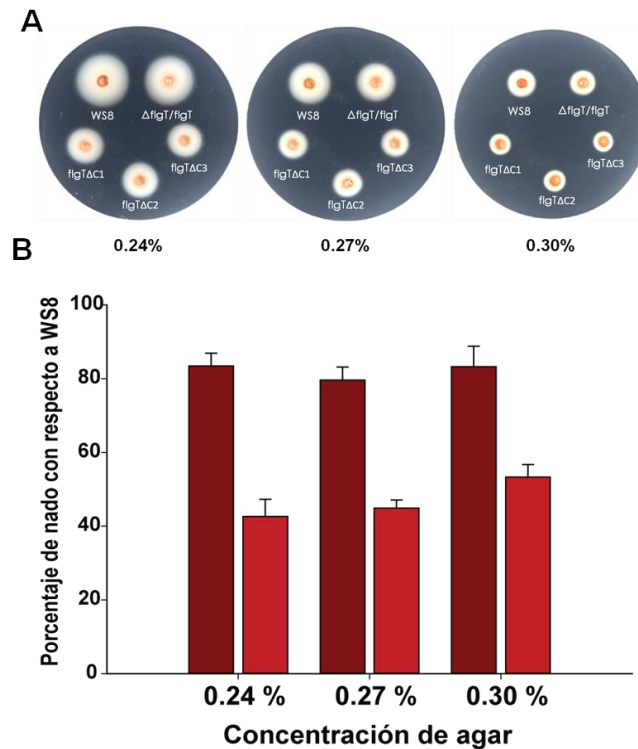 A
WS8
ΔflgT/flgT
flgTΔC1
flgTΔC3
flgTΔC2
WS8
ΔflgT/flgT
flgTΔC1
flgTΔC3
flgTΔC2
WS8
ΔflgT/flgT
flgTΔC1
flgTΔC3
flgTΔC2
0.24%
0.27%
0.30%
B
Porcentaje de nado con respecto a WS8
100
80
60
40
20
0
0.24 %
0.27 %
0.30 %
Concentración de agar